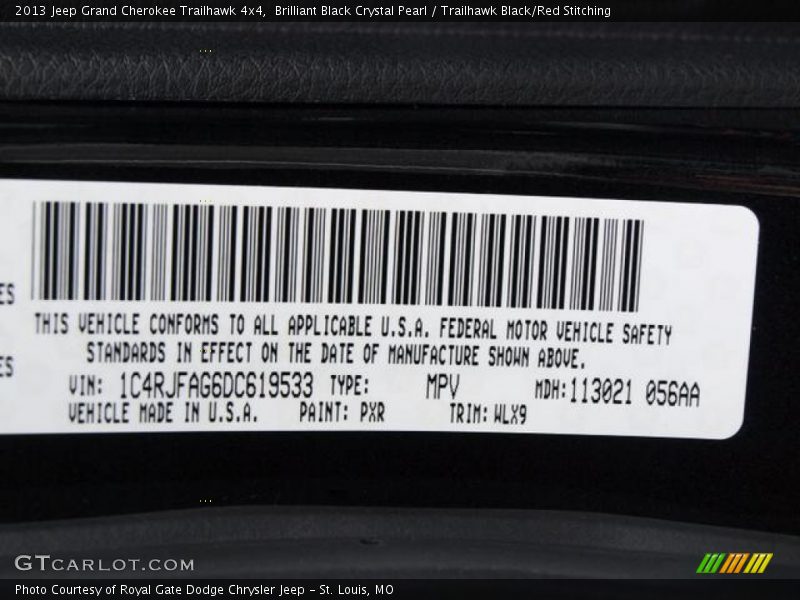 2013 Jeep Grand Cherokee Trailhawk 4x4,  Brilliant Black Crystal Pearl / Trailhawk Black/Red Stitching
ES
THIS VEHICLE CONFORMS TO ALL APPLICABLE U.S.A. FEDERAL MOTOR VEHICLE SAFETY
STANDARDS IN EFFECT ON THE DATE OF MANUFACTURE SHOWN ABOVE.
ES
VIN: 1C4RJFAG6DC619533 TYPE: MPV MDH:113021 056AA
VEHICLE MADE IN U.S.A. PAINT: PXR TRIM: WLX9
GTCARLOT.COM
Photo Courtesy of Royal Gate Dodge Chrysler Jeep - St. Louis, MO